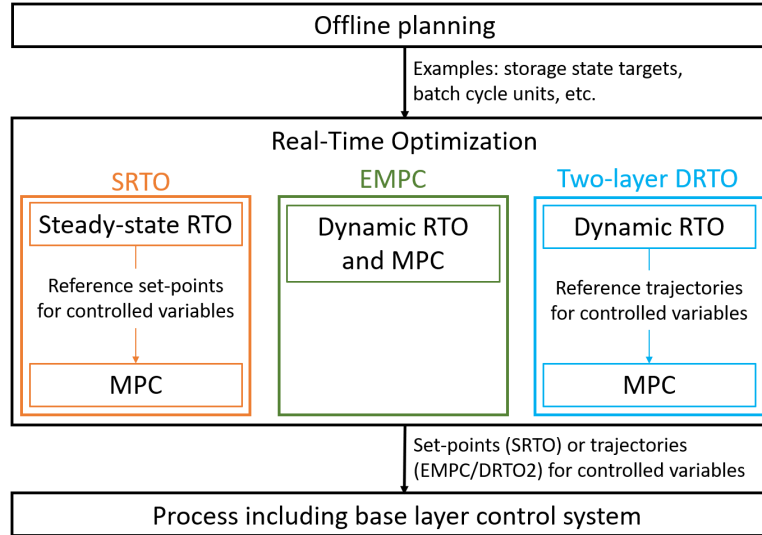 Offline planning
Examples: storage state targets,
batch cycle units, etc.
Real-Time Optimization
SRTO
Steady-state RTO
Reference set-points
for controlled variables
MPC
EMPC
Dynamic RTO
and MPC
Two-layer DRTO
Dynamic RTO
Reference trajectories
for controlled variables
MPC
Set-points (SRTO) or trajectories
(EMPC/DRTO2) for controlled variables
Process including base layer control system